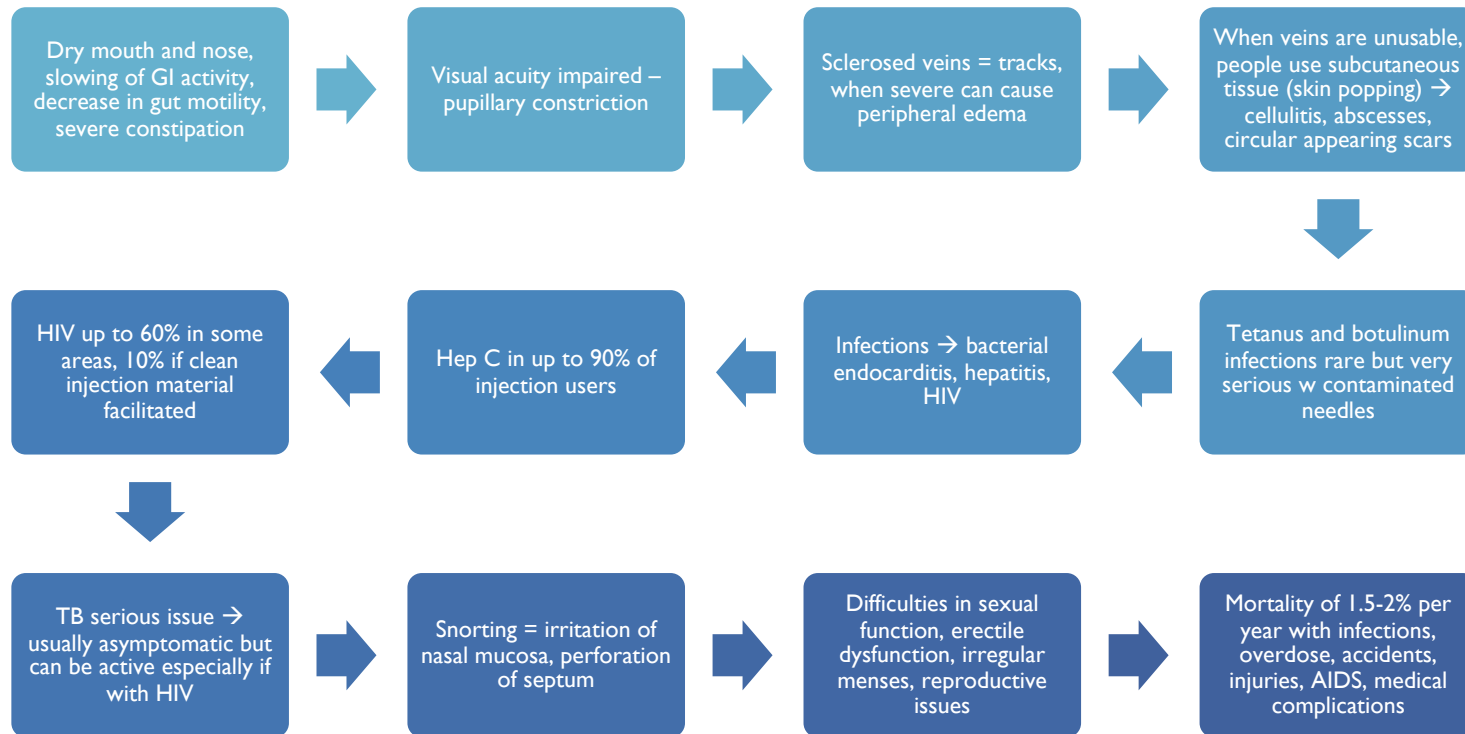 Dry mouth and nose,
slowing of GI activity,
decrease in gut motility,
severe constipation
Visual acuity impaired –
pupillary constriction
Sclerosed veins = tracks,
when severe can cause
peripheral edema
When veins are unusable,
people use subcutaneous
tissue (skin popping) →
cellulitis, abscesses,
circular appearing scars
Tetanus and botulinum
infections rare but very
serious w contaminated
needles
Infections → bacterial
endocarditis, hepatitis,
HIV
Hep C in up to 90% of
injection users
HIV up to 60% in some
areas, 10% if clean
injection material
facilitated
TB serious issue →
usually asymptomatic but
can be active especially if
with HIV
Snorting = irritation of
nasal mucosa, perforation
of septum
Difficulties in sexual
function, erectile
dysfunction, irregular
menses, reproductive
issues
Mortality of 1.5-2% per
year with infections,
overdose, accidents,
injuries, AIDS, medical
complications